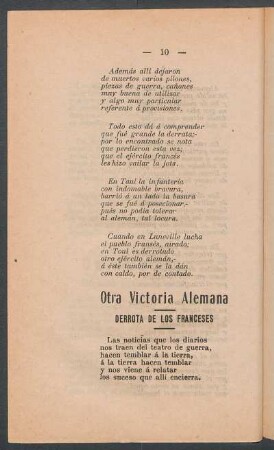 — 10 —
Además allí dejaron
de muertos varios pilones,
piezas de guerra, cañones
muy buena de utilizar
y algo muy particular
referente á provisiones.
Todo esto dá á comprender
que fué grande la derrota;
por lo encaminado se nota
que perdieron esta vez;
que el ejército francés
les hizo bailar la jota.
En Toul la infantería
con indomable bravura,
barrió á un lado la basura
que se fué á posecionar,
pués no podía tolerar
al alemán, tal locura.
Cuando en Luneville lucha
el pueblo francés, airado;
en Toul es derrotado
otro ejército alemán,
á éste también se la dán
con caldo, por de contado.
Otra Victoria Alemana
DERROTA DE LOS FRANCESES
Las noticias que los diarios
nos traen del teatro de guerra,
hacen temblar á la tierra,
á la tierra hacen temblar
y nos viene á relatar
los suceso que allí encierra.